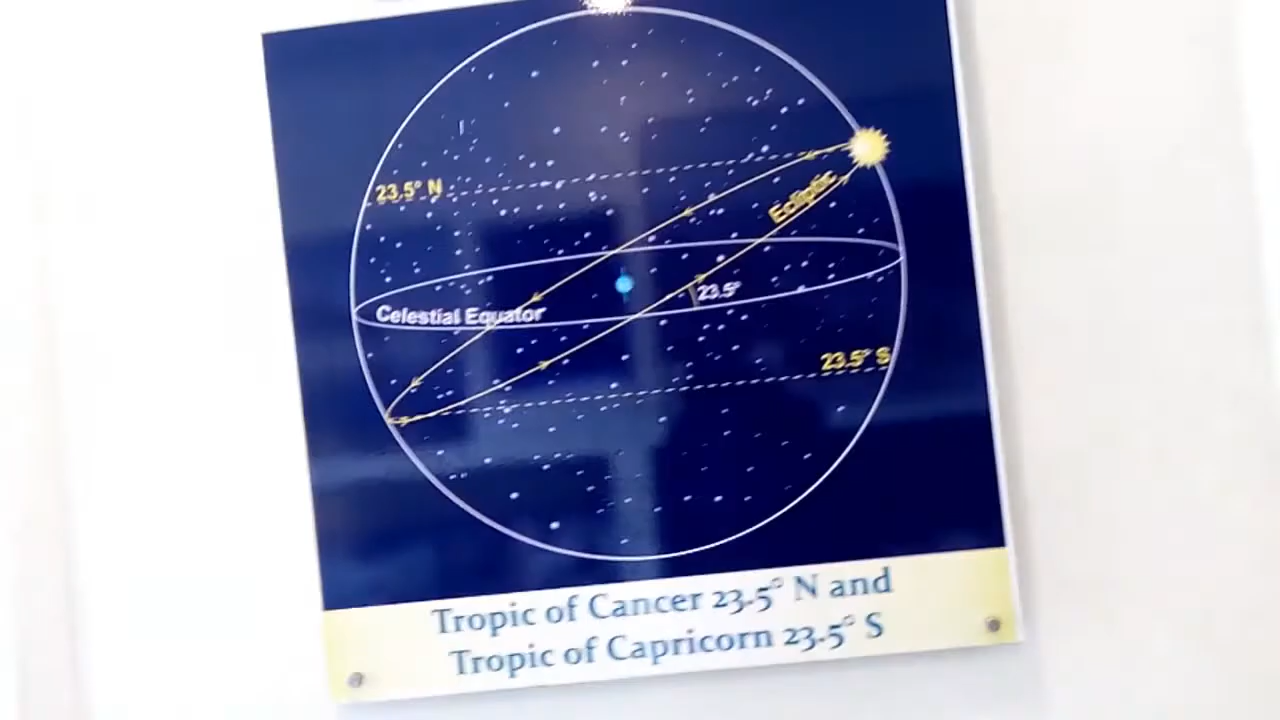 23.5° N
Ecliptic
23.5°
Celestial Equator
23.5° S
Tropic of Cancer 23.5° N and
Tropic of Capricorn 23.5° S